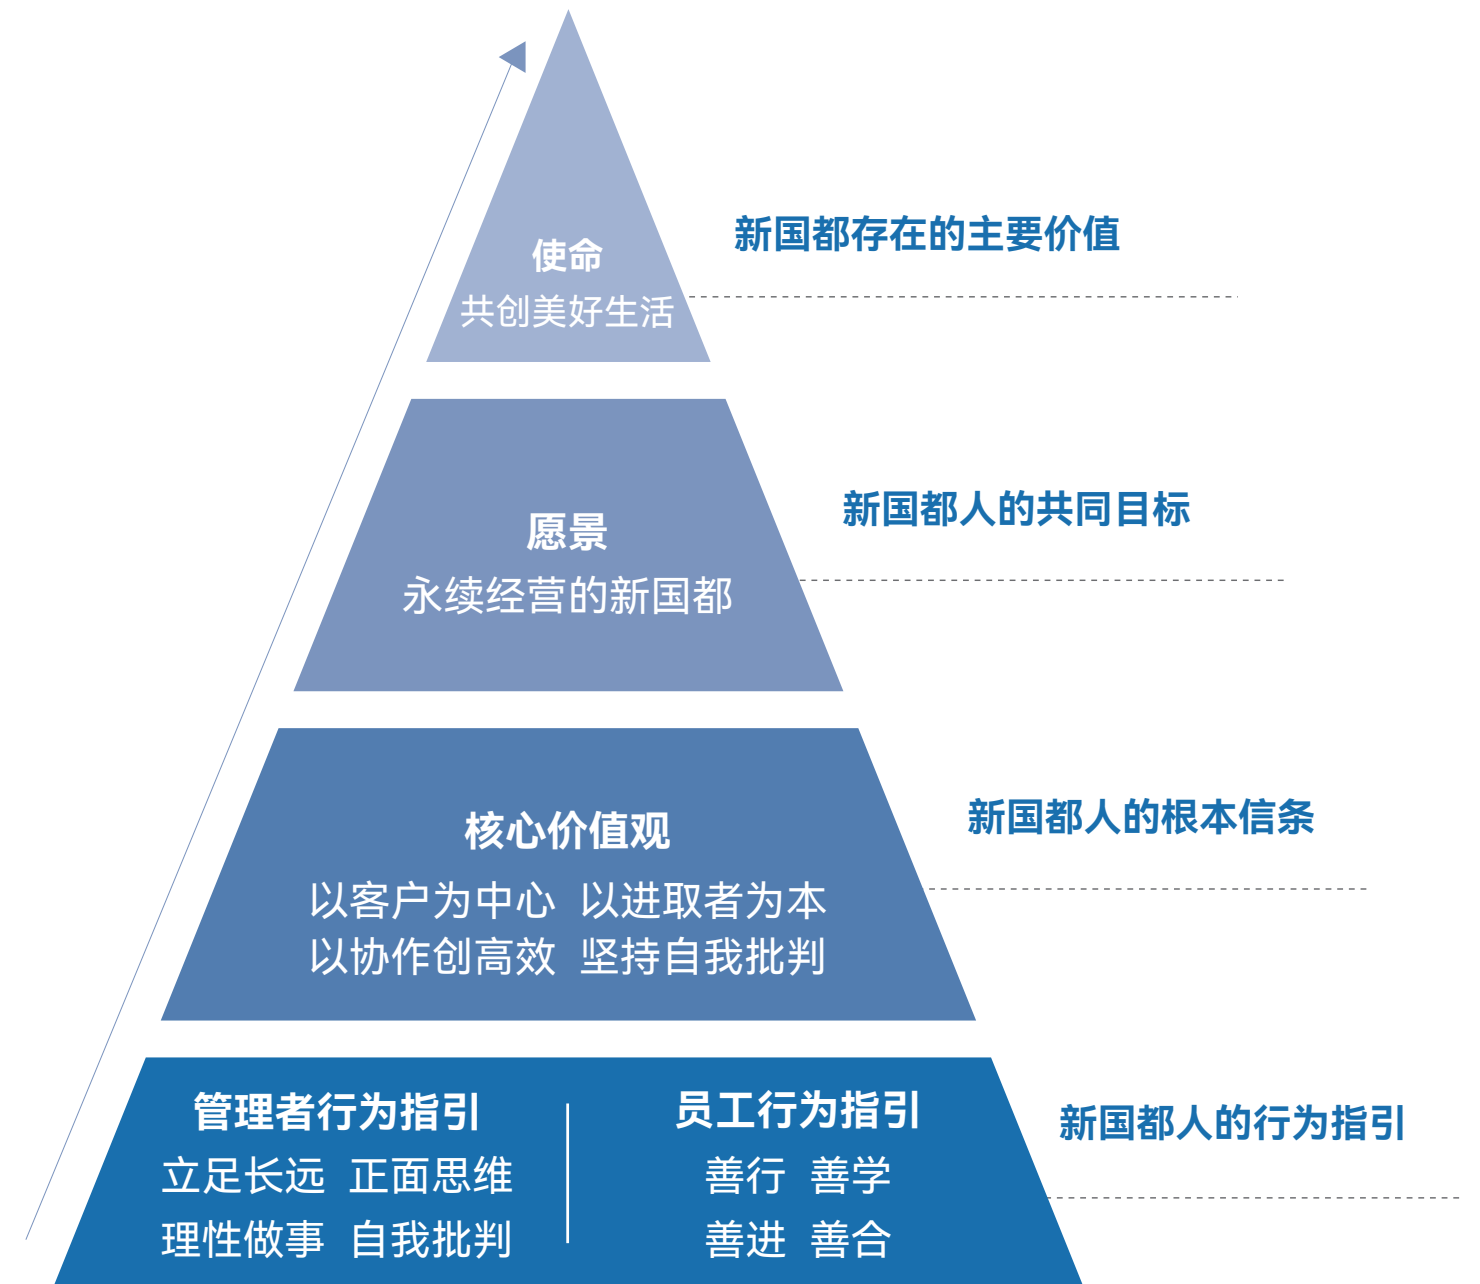 使命
共创美好生活
新国都存在的主要价值
愿景
永续经营的新国都
新国都人的共同目标
核心价值观
以客户为中心 以进取者为本
以协作创高效 坚持自我批判
新国都人的根本信条
管理者行为指引
立足长远 正面思维
理性做事 自我批判
员工行为指引
善行 善学
善进 善合
新国都人的行为指引